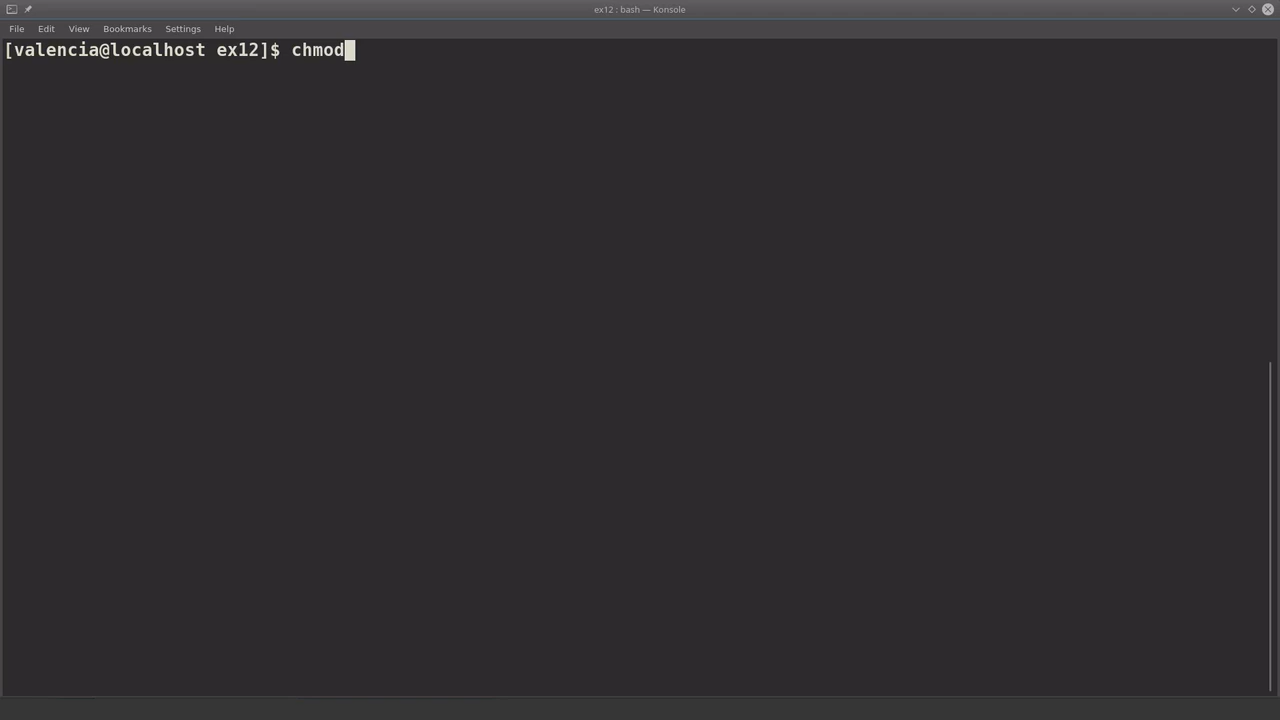 ex12 : bash — Konsole
File Edit View Bookmarks Settings Help
[valencia@localhost ex12]$ chmod